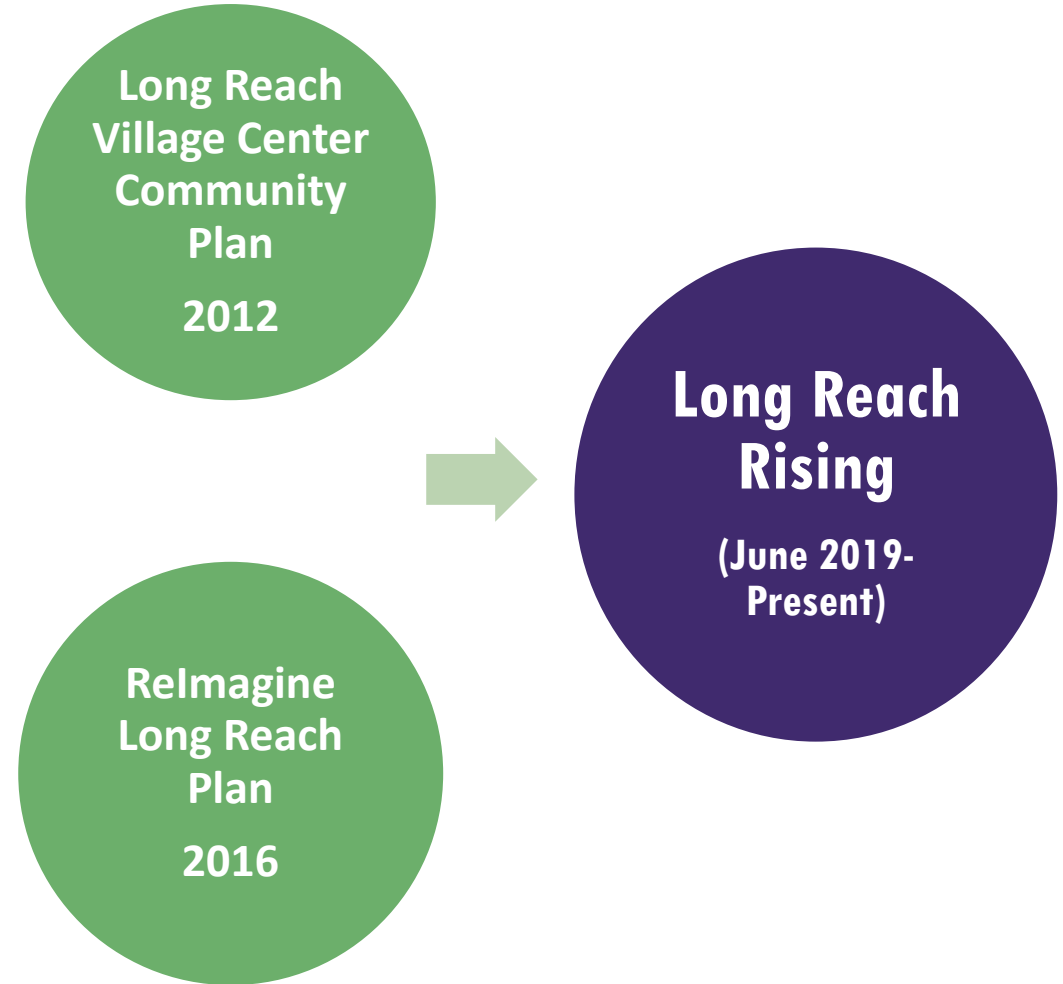 Long Reach
Village Center
Community
Plan
2012
ReImagine
Long Reach
Plan
2016
Long Reach
Rising
(June 2019-
Present)